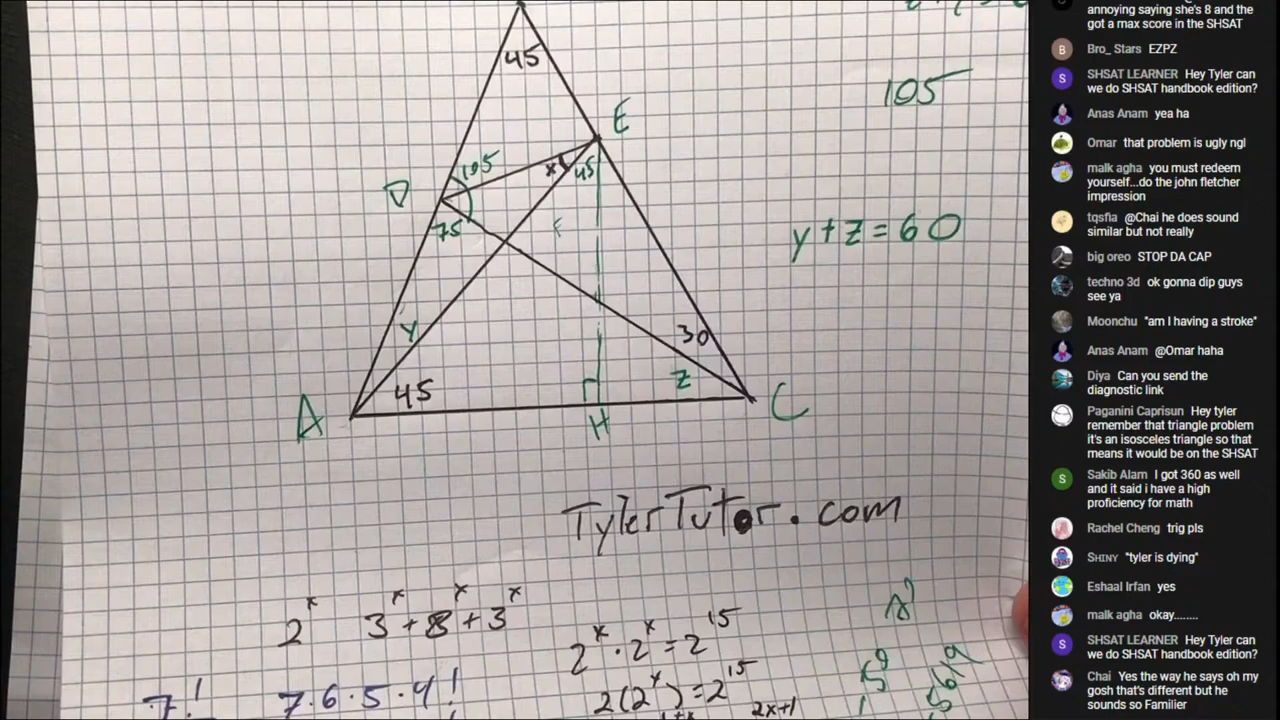 annoying saying she's 8 and the
got a max score in the SHSAT
B Bro_ Stars EZPZ
S SHSAT LEARNER Hey Tyler can
we do SHSAT handbook edition?
Anas Anam yea ha
Omar that problem is ugly ngl
malk agha you must redeem
yourself...do the john fletcher
impression
tqsfia @Chai he does sound
similar but not really
big oreo STOP DA CAP
techno 3d ok gonna dip guys
see ya
Moonchu *am I having a stroke*
Anas Anam @Omar haha
Diya Can you send the
diagnostic link
Paganini Caprisun Hey tyler
remember that triangle problem
it's an isosceles triangle so that
means it would be on the SHSAT
S Sakib Alam I got 360 as well
and it said i have a high
proficiency for math
Rachel Cheng trig pls
SHINY "tyler is dying"
Eshaal Irfan yes
malk agha okay........
S SHSAT LEARNER Hey Tyler can
we do SHSAT handbook edition?
Chai Yes the way he says oh my
gosh that's different but he
sounds so Familier
45
E
105
D
105
x
45
75
F
y + z = 60
y
30
45
z
A
H
C
TylerTutor.com
2^x 3^x + 8^x + 3^x
2^x · 2^x = 2^15
2(2^x) = 2^15
2x+1
7! 7·6·5·4!